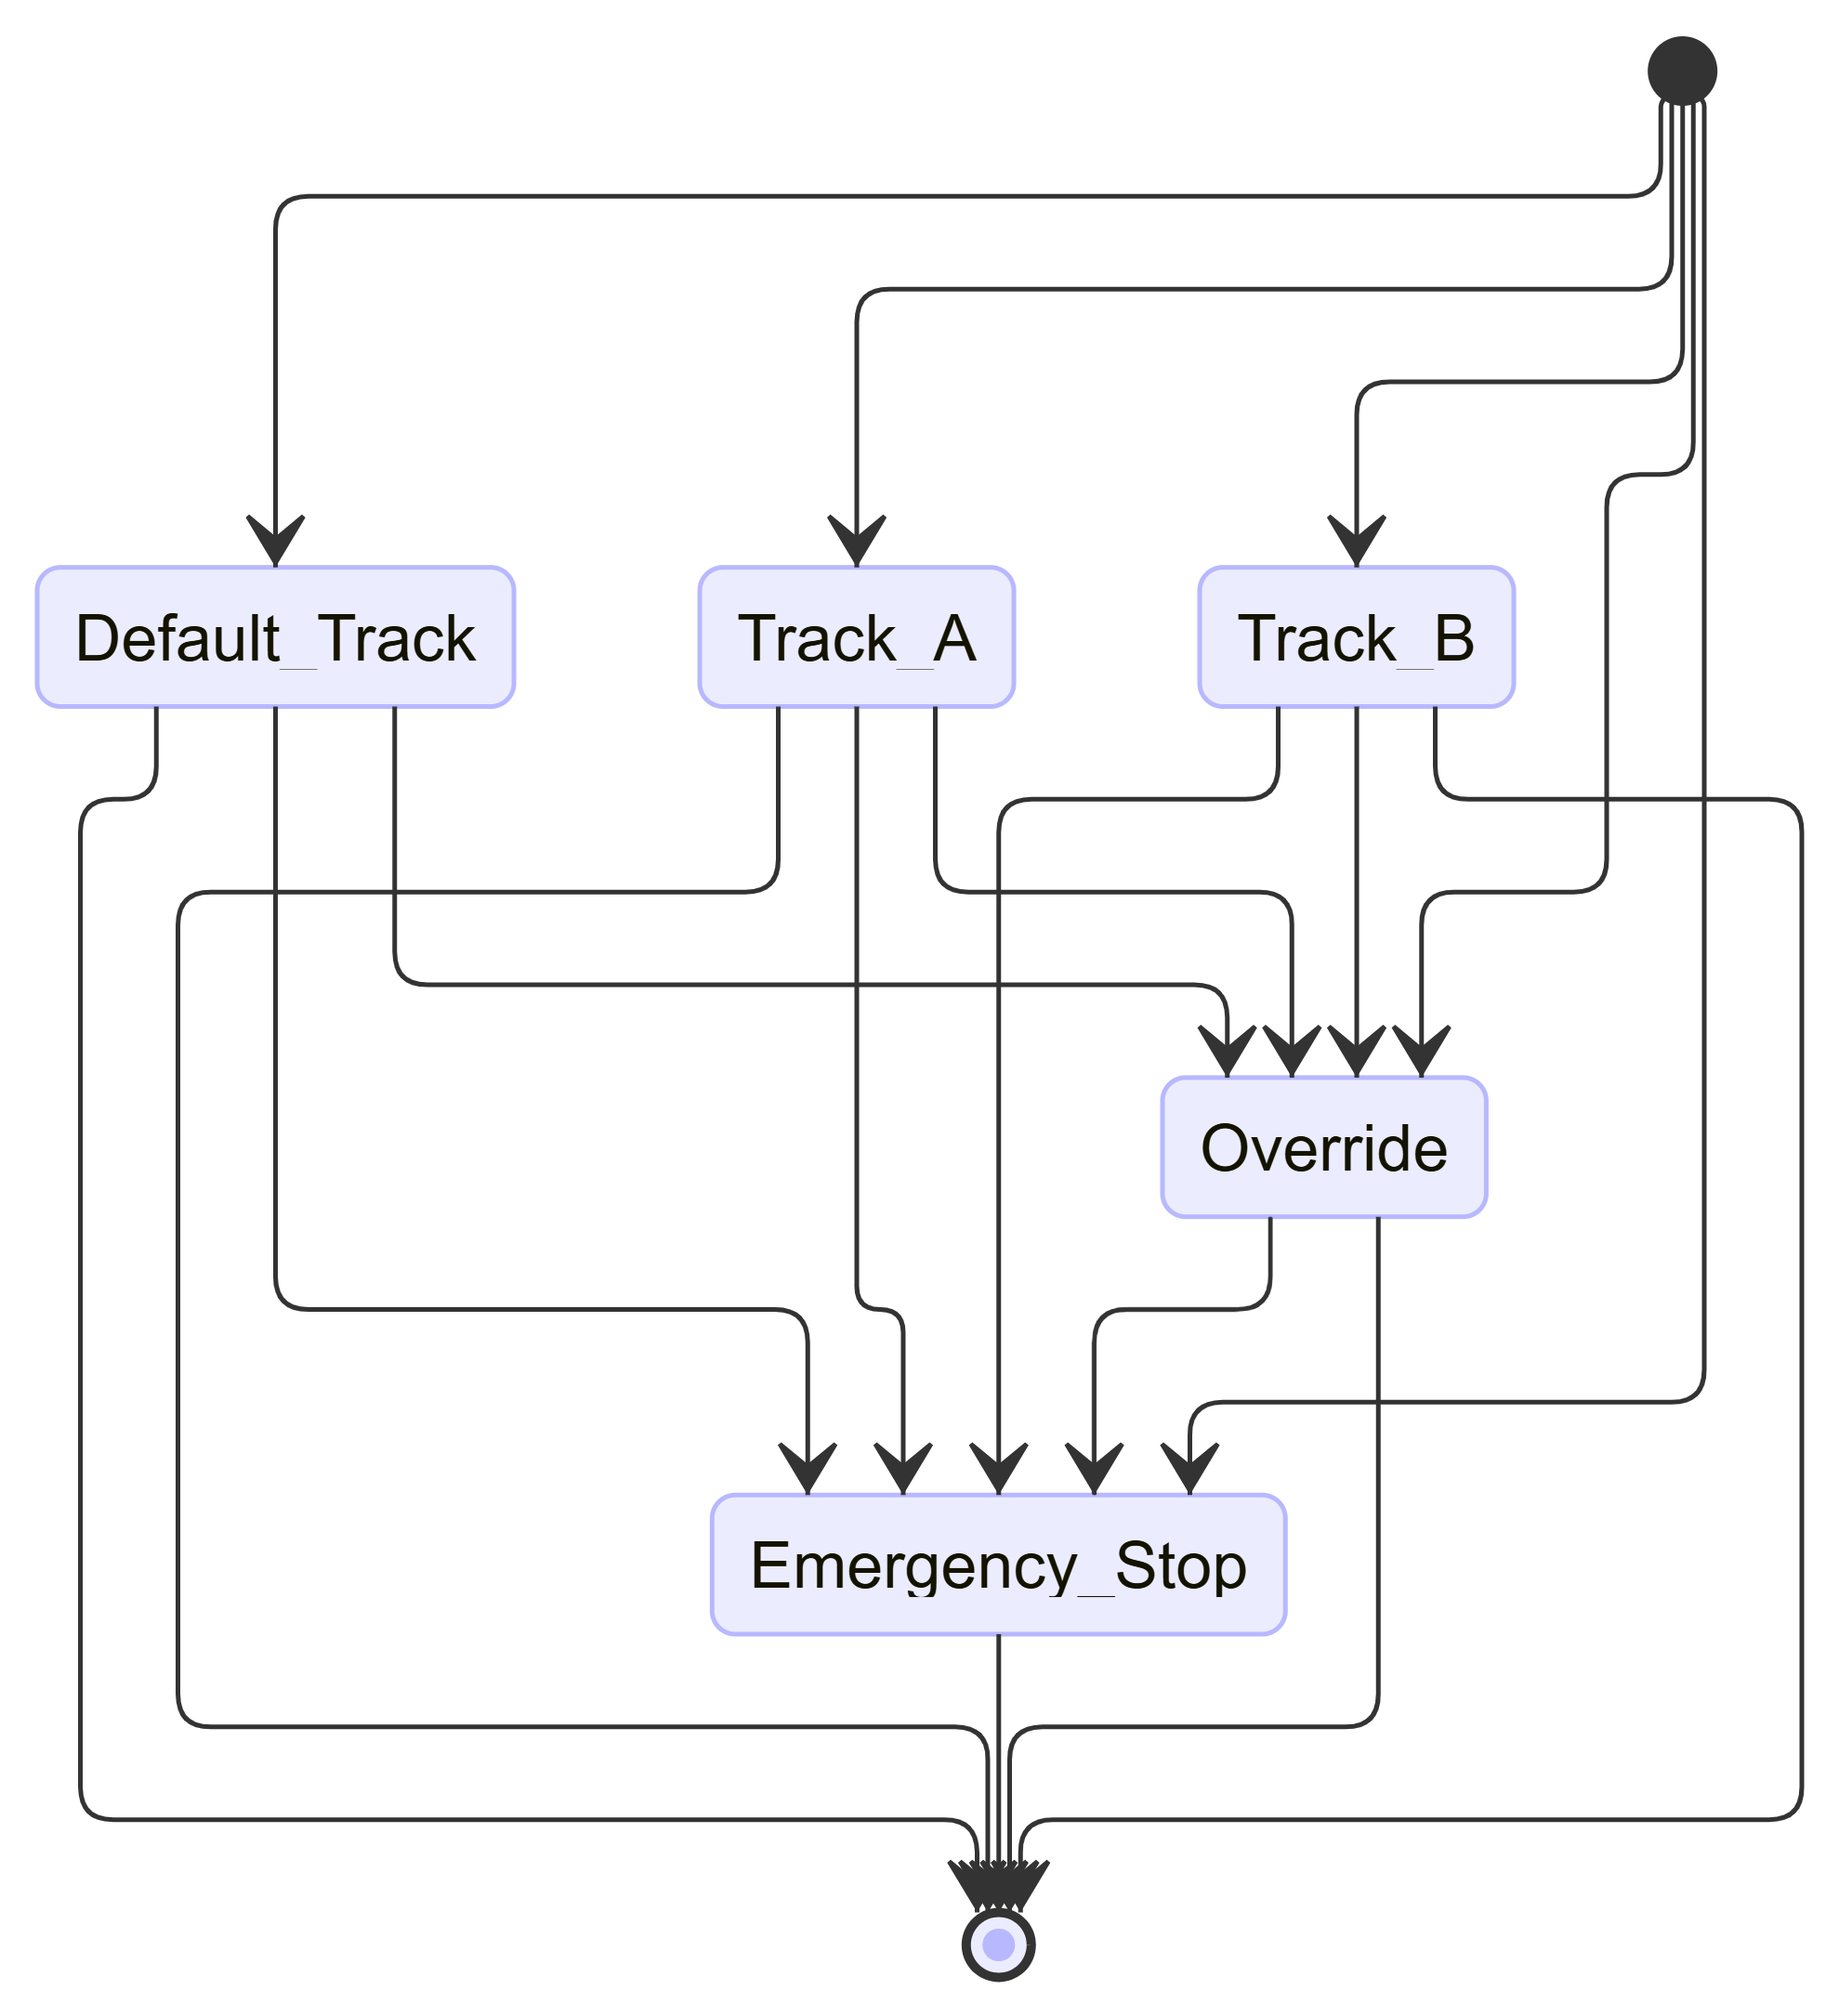 Default_Track
Track_A
Track_B
Override
Emergency_Stop